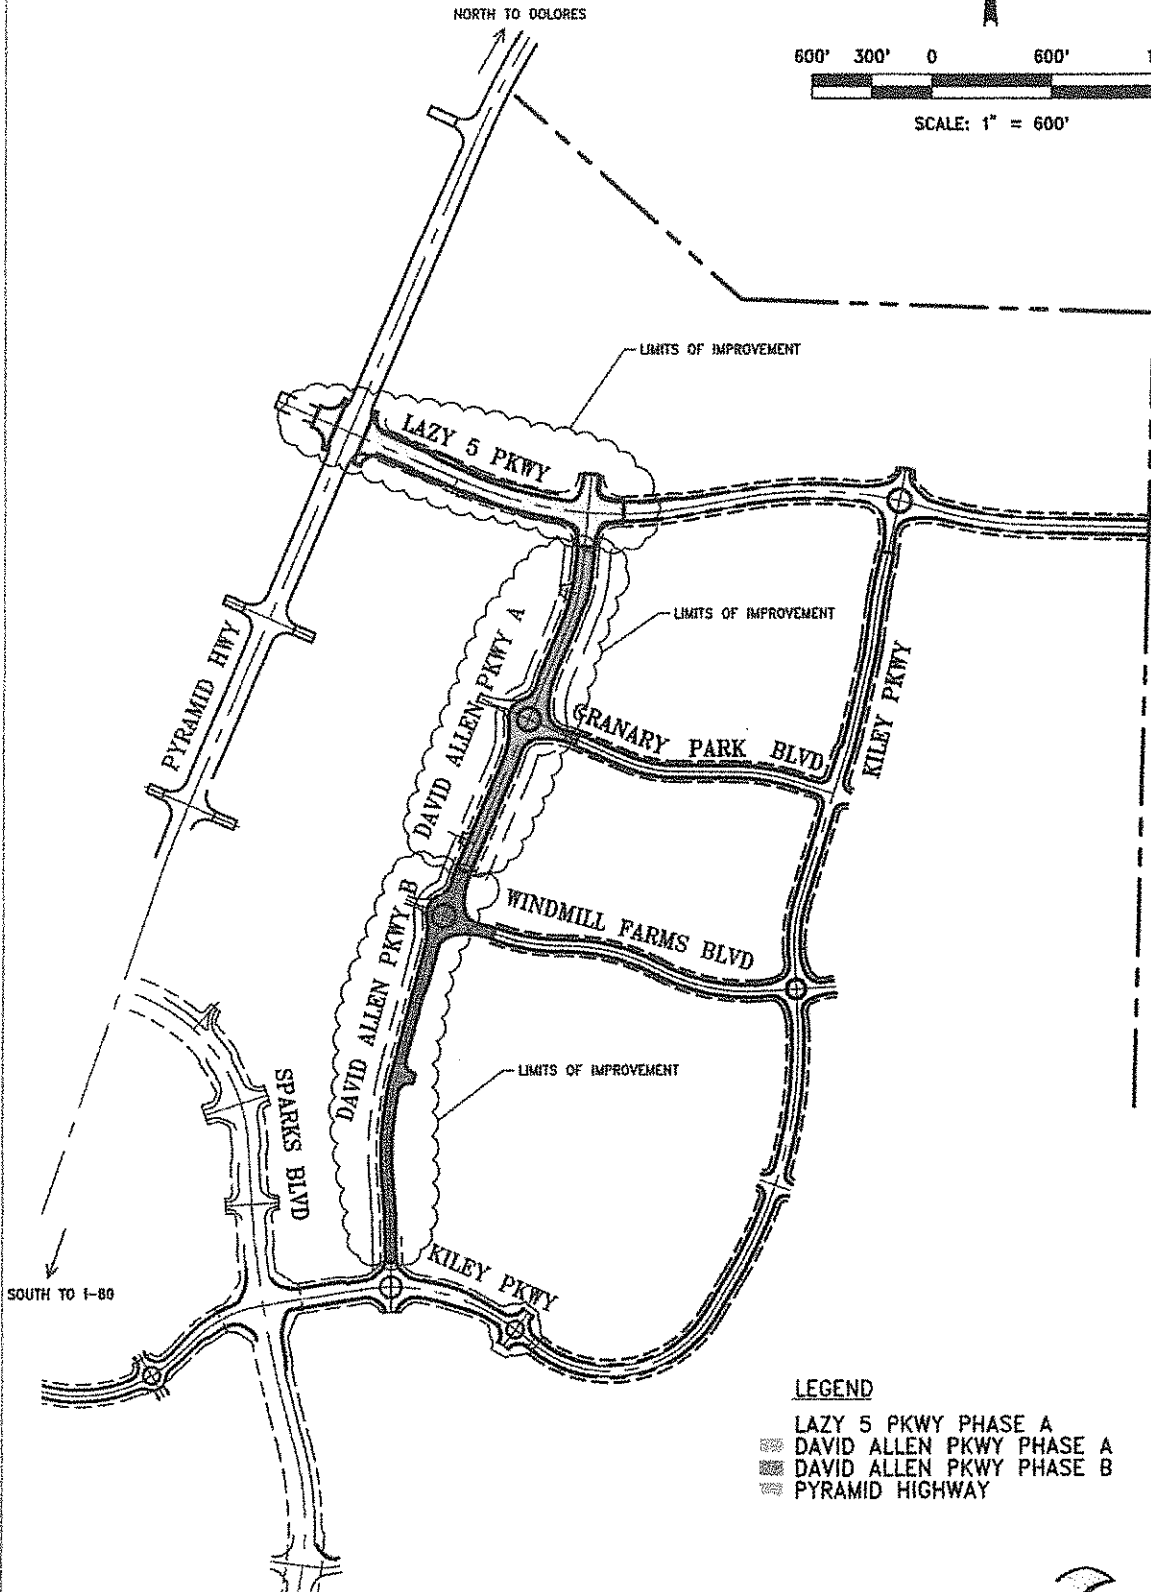 NORTH TO DOLORES
600' 300' 0 600'
SCALE: 1" = 600'
LIMITS OF IMPROVEMENT
LAZY 5 PKWY
LIMITS OF IMPROVEMENT
DAVID ALLEN PKWY A
PYRAMID HWY
GRANARY PARK BLVD
KILEY PKWY
WINDMILL FARMS BLVD
DAVID ALLEN PKWY B
LIMITS OF IMPROVEMENT
SPARKS BLVD
KILEY PKWY
SOUTH TO I-80
LEGEND
LAZY 5 PKWY PHASE A
DAVID ALLEN PKWY PHASE A
DAVID ALLEN PKWY PHASE B
PYRAMID HIGHWAY